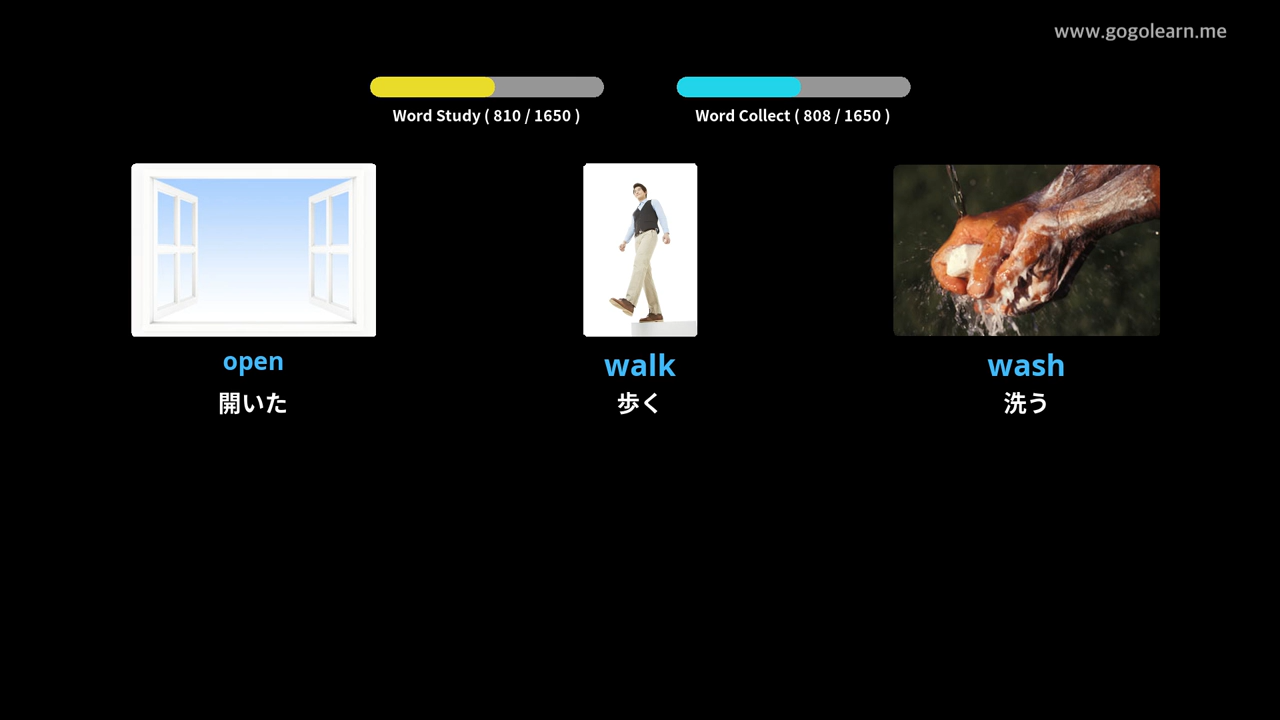 www.gogolearn.me
Word Study ( 810 / 1650 )
Word Collect ( 808 / 1650 )
open
walk
wash
開いた
歩く
洗う